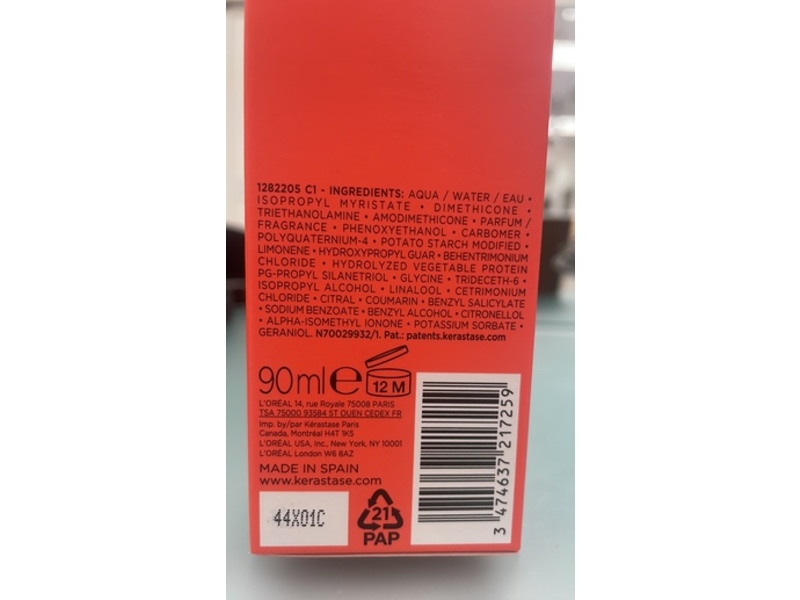 1282205 C1 - INGREDIENTS: AQUA / WATER / EAU •
ISOPROPYL MYRISTATE • DIMETHICONE •
TRIETHANOLAMINE • AMODIMETHICONE • PARFUM /
FRAGRANCE • PHENOXYETHANOL • CARBOMER •
POLYQUATERNIUM-4 • POTATO STARCH MODIFIED •
LIMONENE • HYDROXYPROPYL GUAR • BEHENTRIMONIUM
CHLORIDE • HYDROLYZED VEGETABLE PROTEIN
PG-PROPYL SILANETRIOL • GLYCINE • TRIDECETH-6 •
ISOPROPYL ALCOHOL • LINALOOL • CETRIMONIUM
CHLORIDE • CITRAL • COUMARIN • BENZYL SALICYLATE
• SODIUM BENZOATE • BENZYL ALCOHOL • CITRONELLOL
• ALPHA-ISOMETHYL IONONE • POTASSIUM SORBATE •
GERANIOL. N70029932/1. Pat.: patents.kerastase.com
90ml e 12 M
L'ORÉAL 14, rue Royale 75008 PARIS
TSA 75000 93584 ST OUEN CEDEX FR
Imp. by/par Kérastase Paris
Canada, Montréal H4T 1K5
L'ORÉAL USA, Inc., New York, NY 10001
L'ORÉAL London W6 8AZ
MADE IN SPAIN
www.kerastase.com
44X01C
21
PAP
3 474637 217259